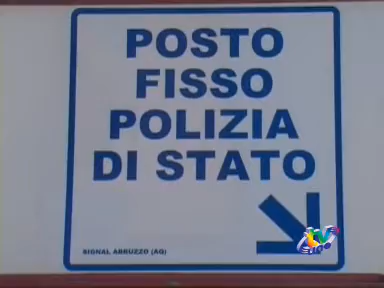 POSTO
FISSO
POLIZIA
DI STATO
SIGNAL ABRUZZO (AQ)